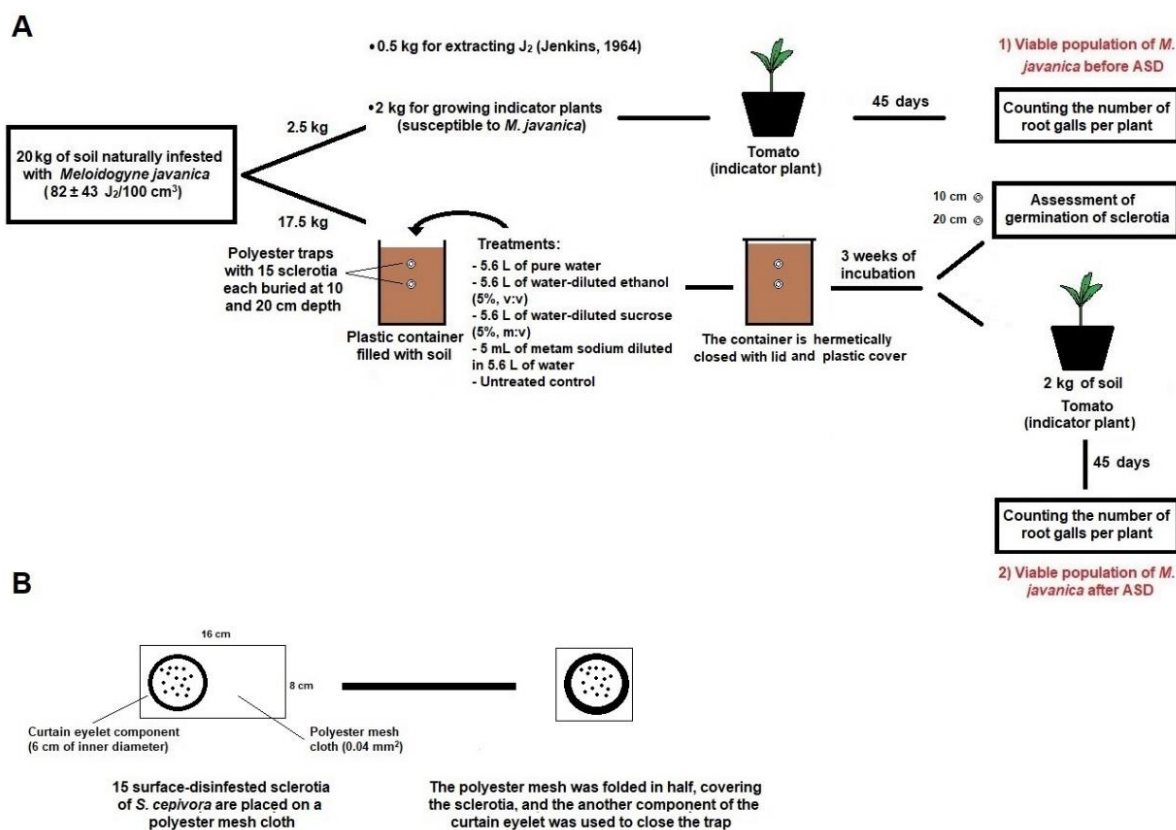 A
•0.5 kg for extracting J2 (Jenkins, 1964)
1) Viable population of M.
javanica before ASD
2.5 kg
•2 kg for growing indicator plants
(susceptible to M. javanica)
45 days
Counting the number of
root galls per plant
20 kg of soil naturally infested
with Meloidogyne javanica
(82 ± 43 J2/100 cm3)
Tomato
(indicator plant)
17.5 kg
10 cm
20 cm
Assessment of
germination of sclerotia
Polyester traps
with 15 sclerotia
each buried at 10
and 20 cm depth
Plastic container
filled with soil
Treatments:
- 5.6 L of pure water
- 5.6 L of water-diluted ethanol
(5%, v:v)
- 5.6 L of water-diluted sucrose
(5%, m:v)
- 5 mL of metam sodium diluted
in 5.6 L of water
- Untreated control
The container is hermetically
closed with lid and plastic cover
3 weeks of
incubation
2 kg of soil
Tomato
(indicator plant)
45 days
Counting the number of
root galls per plant
2) Viable population of M.
javanica after ASD
B
16 cm
8 cm
Curtain eyelet component
(6 cm of inner diameter)
Polyester mesh
cloth (0.04 mm2)
15 surface-disinfested sclerotia
of S. cepivora are placed on a
polyester mesh cloth
The polyester mesh was folded in half, covering
the sclerotia, and the another component of the
curtain eyelet was used to close the trap